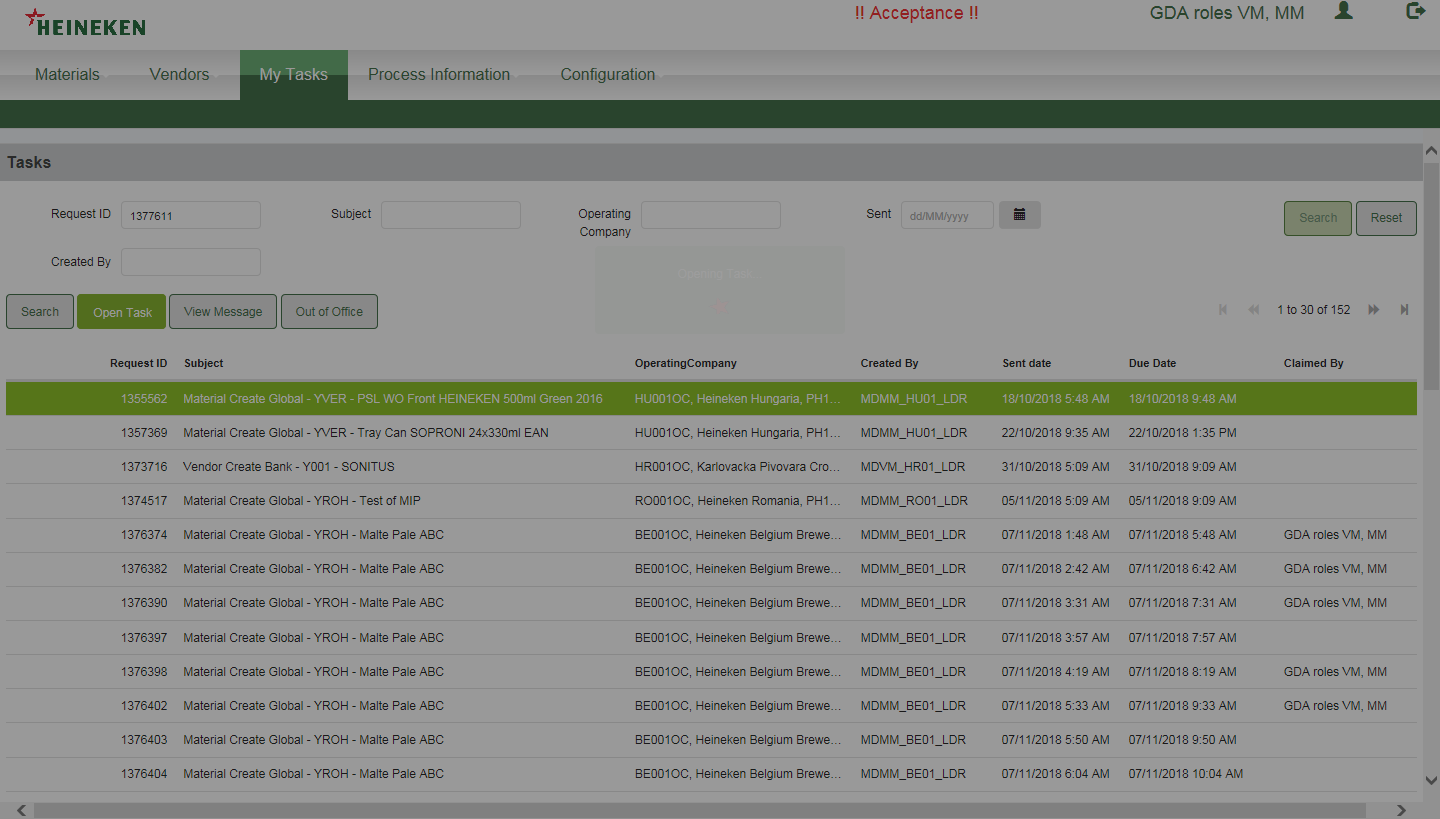 HEINEKEN
!! Acceptance !!
GDA roles VM, MM
Materials Vendors My Tasks Process Information Configuration
Tasks
Request ID 1377611 Subject Operating Company Sent dd/MM/yyyy Search Reset
Created By
Opening Task
Search Open Task View Message Out of Office 1 to 30 of 152
Request ID Subject OperatingCompany Created By Sent date Due Date Claimed By
1355562 Material Create Global - YVER - PSL WO Front HEINEKEN 500ml Green 2016 HU001OC, Heineken Hungaria, PH1... MDMM_HU01_LDR 18/10/2018 5:48 AM 18/10/2018 9:48 AM
1357369 Material Create Global - YVER - Tray Can SOPRONI 24x330ml EAN HU001OC, Heineken Hungaria, PH1... MDMM_HU01_LDR 22/10/2018 9:35 AM 22/10/2018 1:35 PM
1373716 Vendor Create Bank - Y001 - SONITUS HR001OC, Karlovacka Pivovara Cro... MDVM_HR01_LDR 31/10/2018 5:09 AM 31/10/2018 9:09 AM
1374517 Material Create Global - YROH - Test of MIP RO001OC, Heineken Romania, PH1... MDMM_RO01_LDR 05/11/2018 5:09 AM 05/11/2018 9:09 AM
1376374 Material Create Global - YROH - Malte Pale ABC BE001OC, Heineken Belgium Brewe... MDMM_BE01_LDR 07/11/2018 1:48 AM 07/11/2018 5:48 AM GDA roles VM, MM
1376382 Material Create Global - YROH - Malte Pale ABC BE001OC, Heineken Belgium Brewe... MDMM_BE01_LDR 07/11/2018 2:42 AM 07/11/2018 6:42 AM GDA roles VM, MM
1376390 Material Create Global - YROH - Malte Pale ABC BE001OC, Heineken Belgium Brewe... MDMM_BE01_LDR 07/11/2018 3:31 AM 07/11/2018 7:31 AM GDA roles VM, MM
1376397 Material Create Global - YROH - Malte Pale ABC BE001OC, Heineken Belgium Brewe... MDMM_BE01_LDR 07/11/2018 3:57 AM 07/11/2018 7:57 AM
1376398 Material Create Global - YROH - Malte Pale ABC BE001OC, Heineken Belgium Brewe... MDMM_BE01_LDR 07/11/2018 4:19 AM 07/11/2018 8:19 AM GDA roles VM, MM
1376402 Material Create Global - YROH - Malte Pale ABC BE001OC, Heineken Belgium Brewe... MDMM_BE01_LDR 07/11/2018 5:33 AM 07/11/2018 9:33 AM GDA roles VM, MM
1376403 Material Create Global - YROH - Malte Pale ABC BE001OC, Heineken Belgium Brewe... MDMM_BE01_LDR 07/11/2018 5:50 AM 07/11/2018 9:50 AM
1376404 Material Create Global - YROH - Malte Pale ABC BE001OC, Heineken Belgium Brewe... MDMM_BE01_LDR 07/11/2018 6:04 AM 07/11/2018 10:04 AM